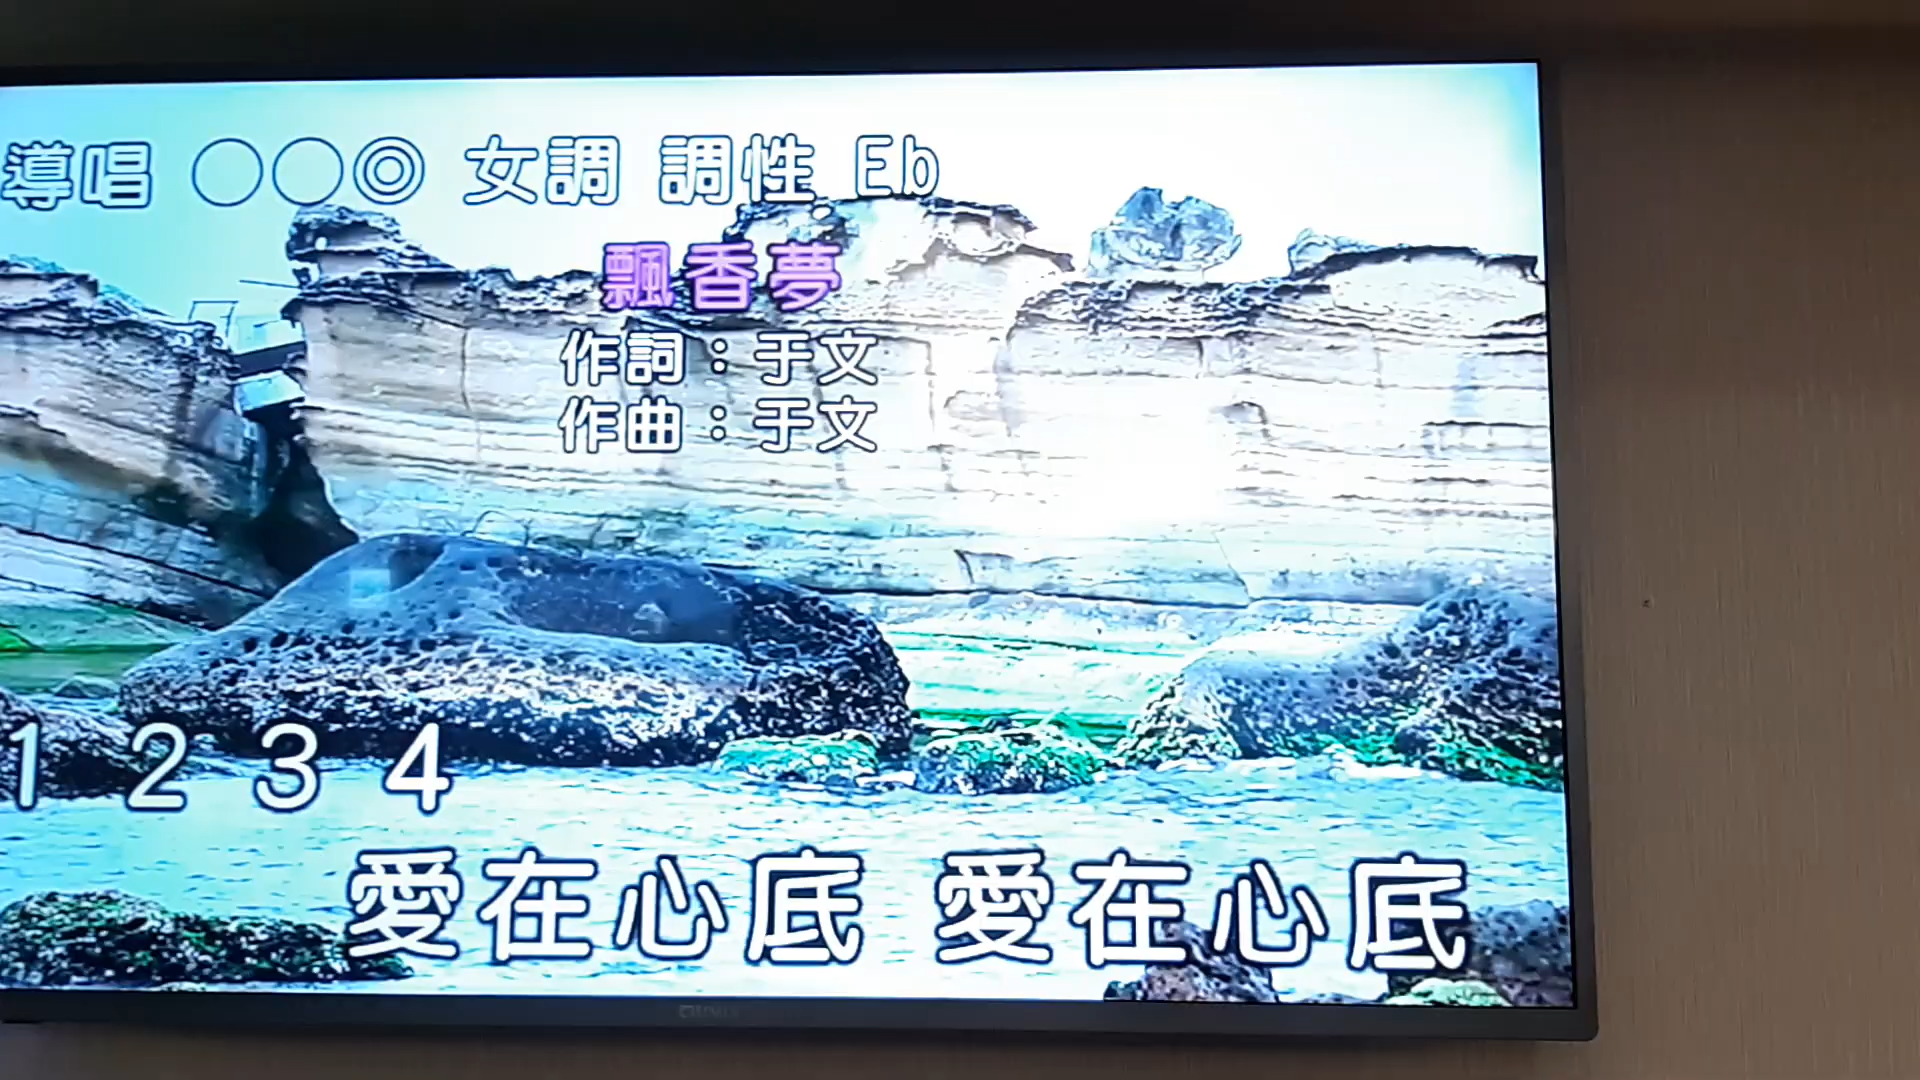 導唱 ○○◎ 女調 調性 Eb
飄香夢
作詞：于文
作曲：于文
1 2 3 4
愛在心底 愛在心底